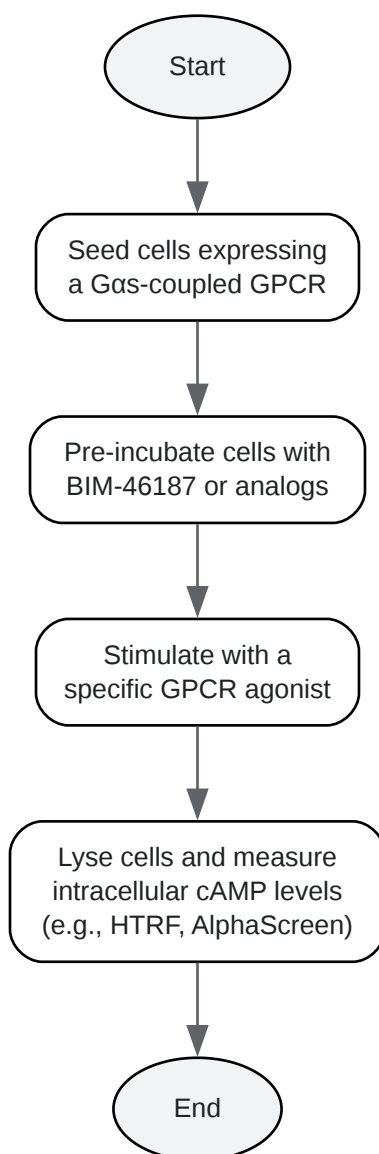 Start
Seed cells expressing
a Gαs-coupled GPCR
Pre-incubate cells with
BIM-46187 or analogs
Stimulate with a
specific GPCR agonist
Lyse cells and measure
intracellular cAMP levels
(e.g., HTRF, AlphaScreen)
End